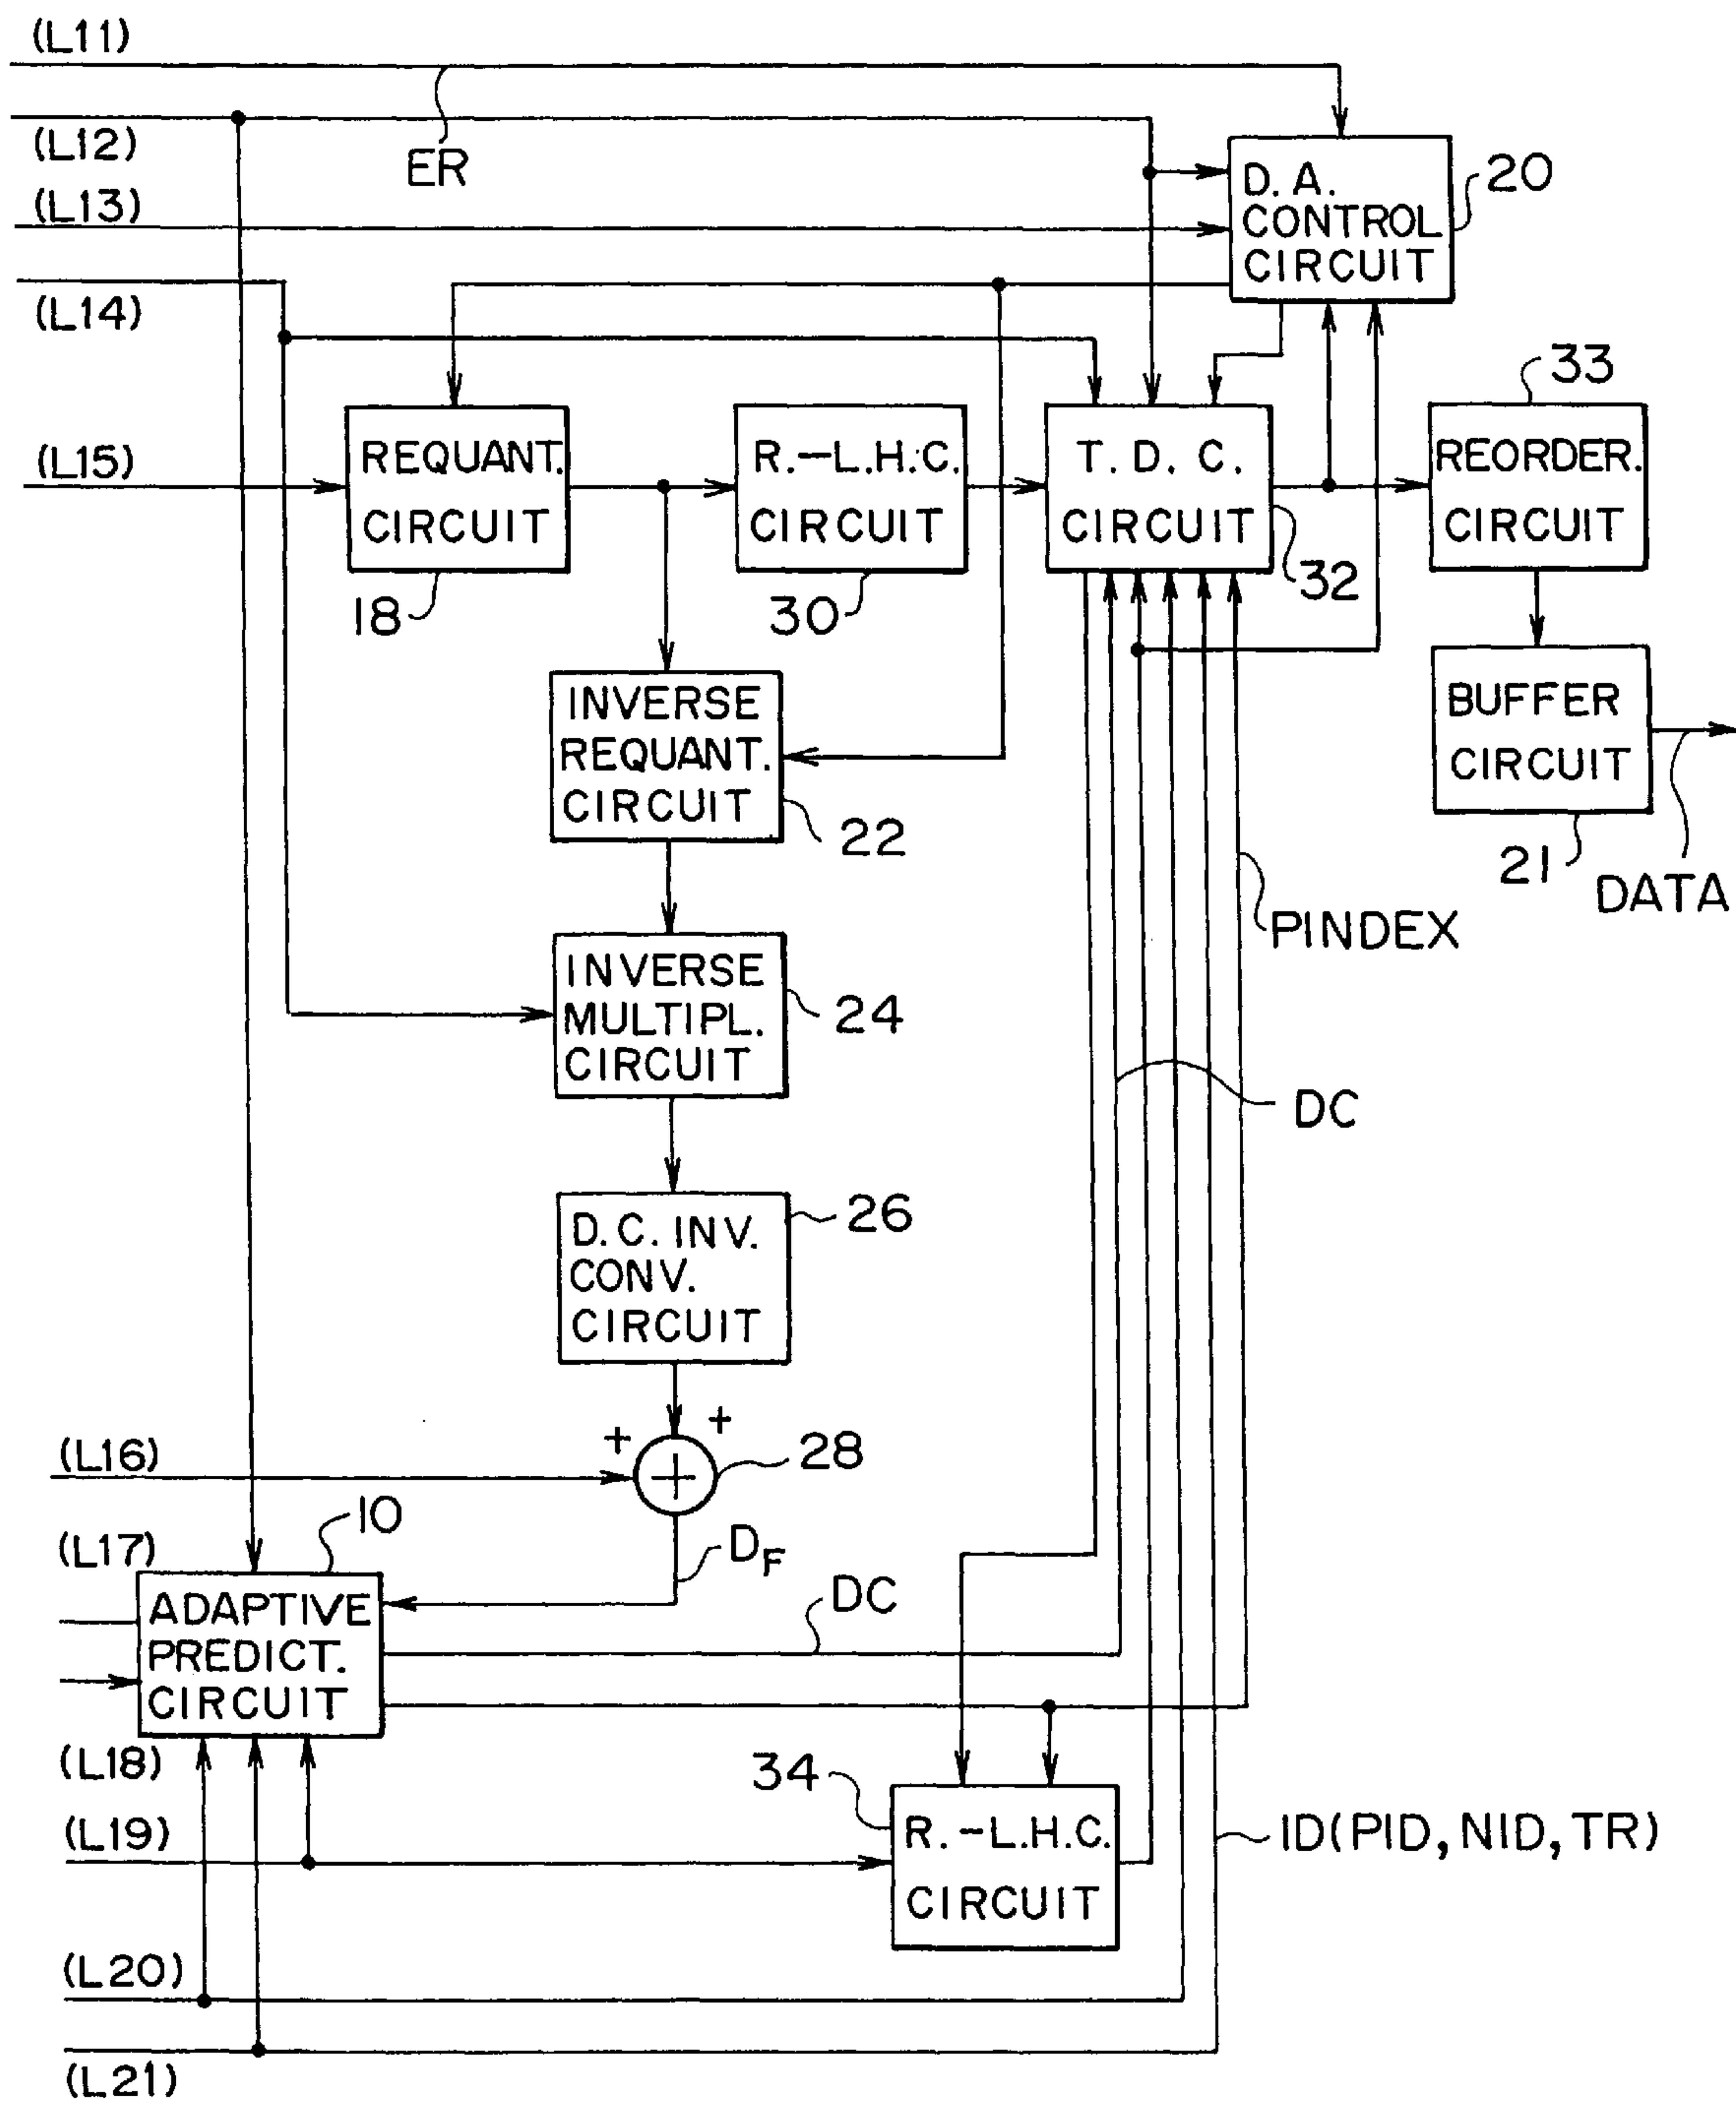 (L11)
(L12)
ER
(L13)
D. A.
CONTROL
CIRCUIT
20
(L14)
33
(L15)
REQUANT.
CIRCUIT
18
R.-L.H.C.
CIRCUIT
30
T. D. C.
CIRCUIT
32
REORDER.
CIRCUIT
INVERSE
REQUANT.
CIRCUIT
22
BUFFER
CIRCUIT
21
DATA
PINDEX
INVERSE
MULTIPL.
CIRCUIT
24
DC
D.C. INV.
CONV.
CIRCUIT
26
+ +
(L16)
+
28
(L17)
10
DF
ADAPTIVE
PREDICT.
CIRCUIT
DC
(L18)
34
(L19)
R.-L.H.C.
CIRCUIT
ID(PID, NID, TR)
(L20)
(L21)